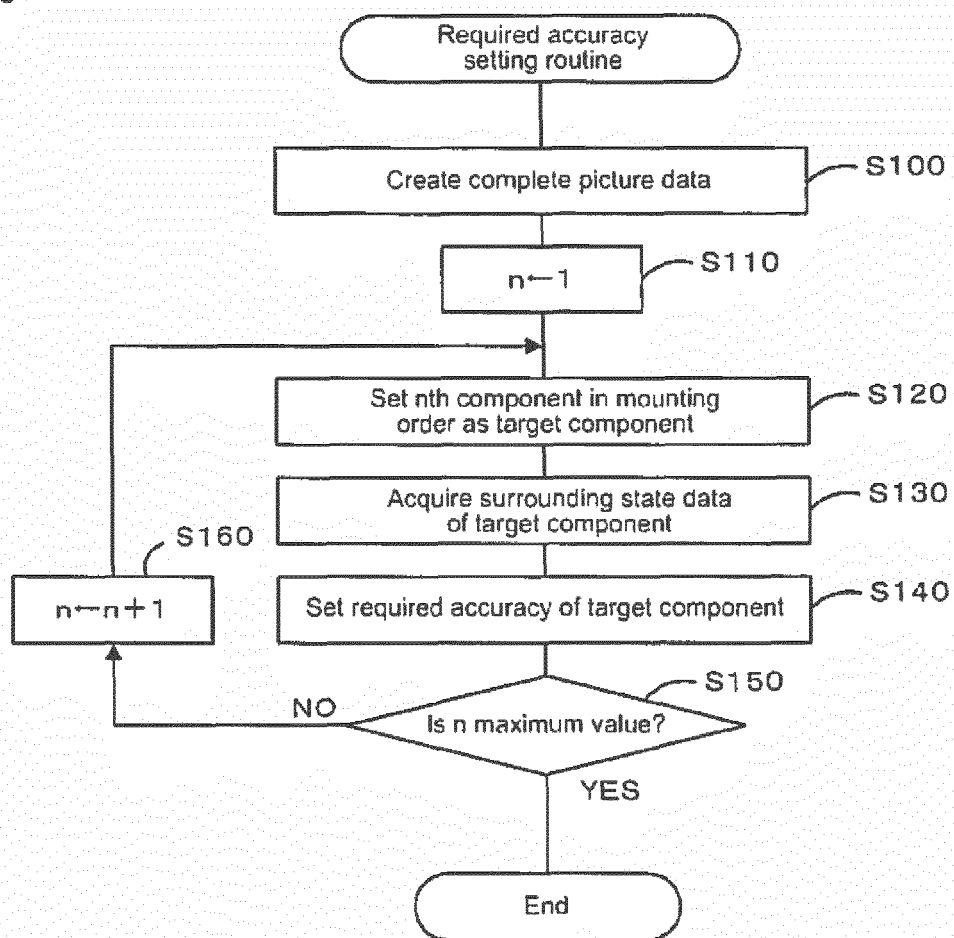 Required accuracy
setting routine
Create complete picture data
S100
n←1
S110
Set nth component in mounting
order as target component
S120
Acquire surrounding state data
of target component
S130
S160
n←n+1
Set required accuracy of target component
S140
S150
NO
Is n maximum value?
YES
End